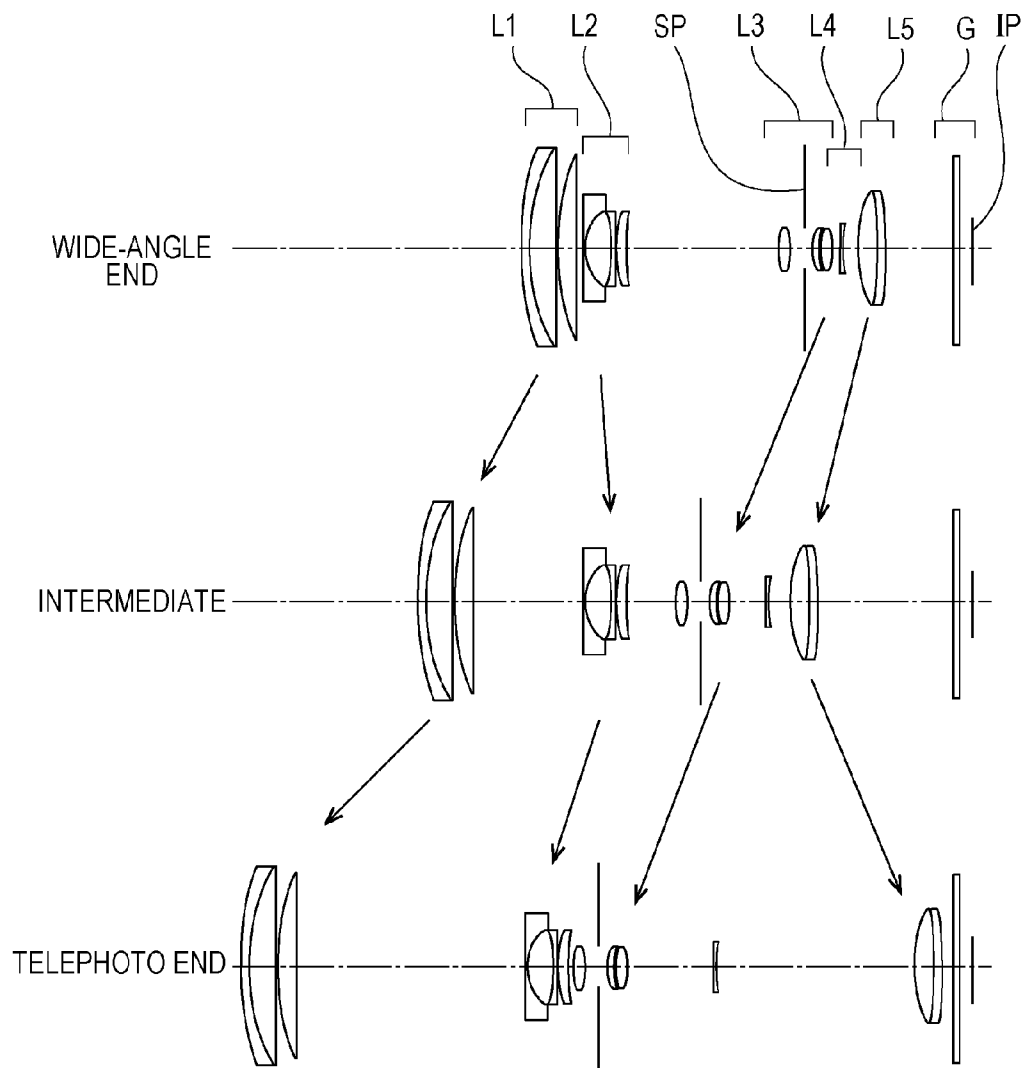 L1 L2 SP L3 L4 L5 G IP
WIDE-ANGLE
END
INTERMEDIATE
TELEPHOTO END